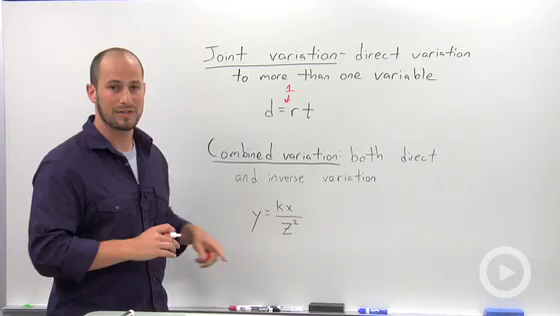 Joint variation- direct variation
to more than one variable
1
d = r t
Combined variation: both direct
and inverse variation
y = kx / z²